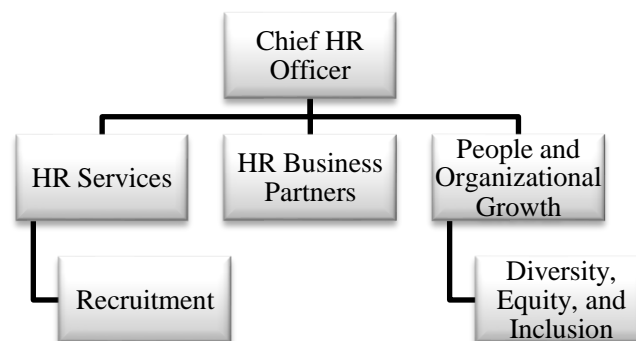 Chief HR
Officer
HR Services
HR Business
Partners
People and
Organizational
Growth
Recruitment
Diversity,
Equity, and
Inclusion